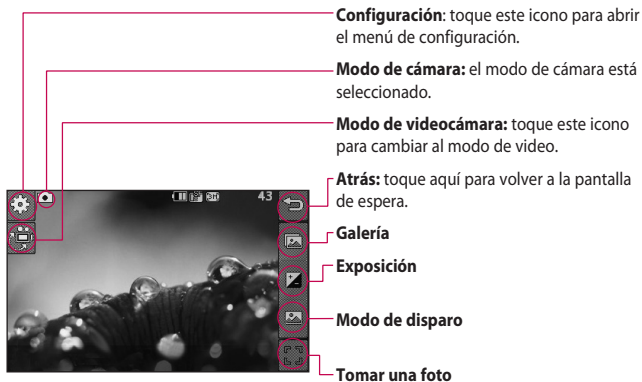 Configuración: toque este icono para abrir
el menú de configuración.
Modo de cámara: el modo de cámara está
seleccionado.
Modo de videocámara: toque este icono
para cambiar al modo de video.
Atrás: toque aquí para volver a la pantalla
de espera.
43
Galería
Exposición
Modo de disparo
Tomar una foto